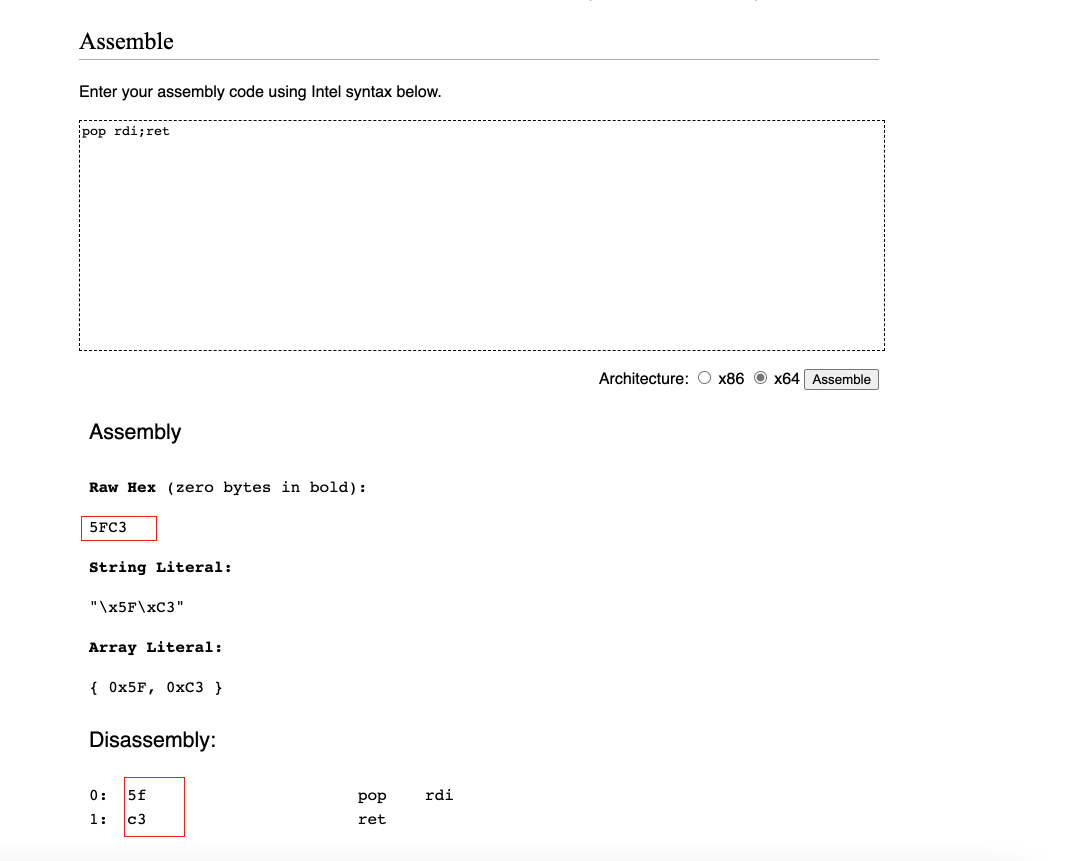 Assemble
Enter your assembly code using Intel syntax below.
pop rdi;ret
Architecture: x86 x64 Assemble
Assembly
Raw Hex (zero bytes in bold):
5FC3
String Literal:
"\x5F\xC3"
Array Literal:
{ 0x5F, 0xC3 }
Disassembly:
0: 5f pop rdi
1: c3 ret